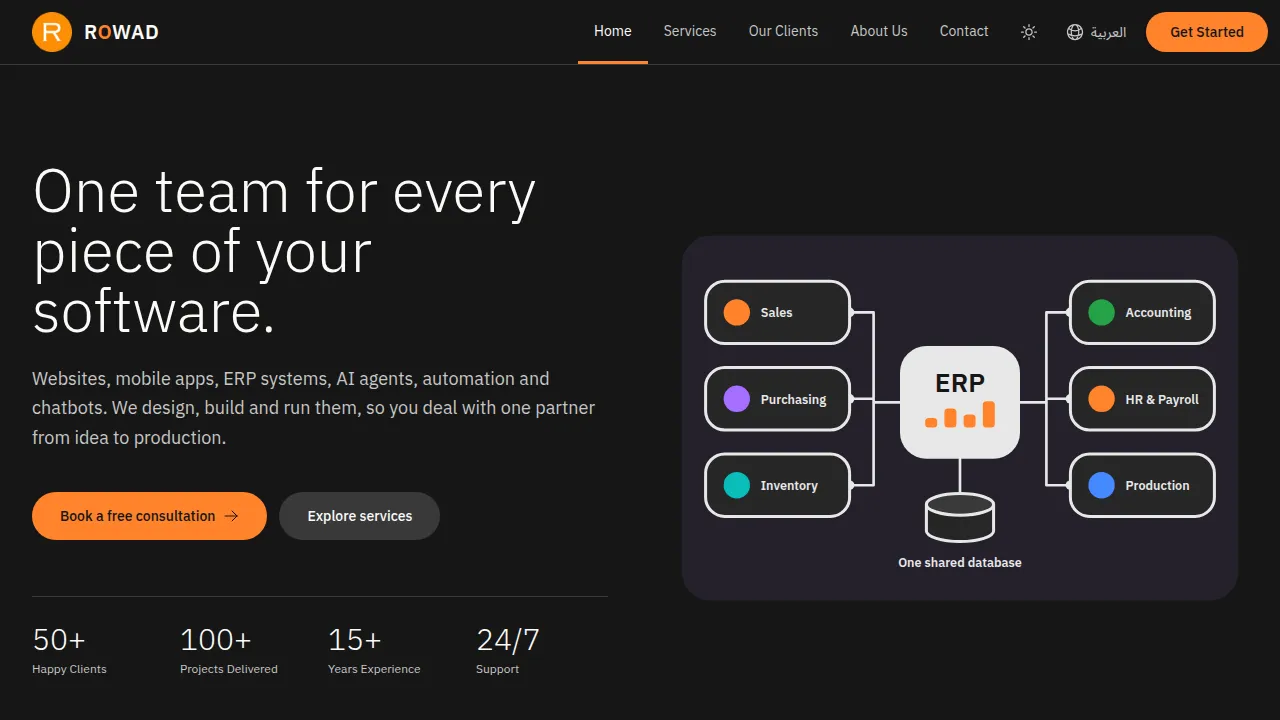 R ROWAD
Home
Services
Our Clients
About Us
Contact
العربية
Get Started
One team for every
piece of your
software.
Websites, mobile apps, ERP systems, AI agents, automation and
chatbots. We design, build and run them, so you deal with one partner
from idea to production.
Book a free consultation
Explore services
50+
Happy Clients
100+
Projects Delivered
15+
Years Experience
24/7
Support
Sales
Purchasing
Inventory
ERP
One shared database
Accounting
HR & Payroll
Production